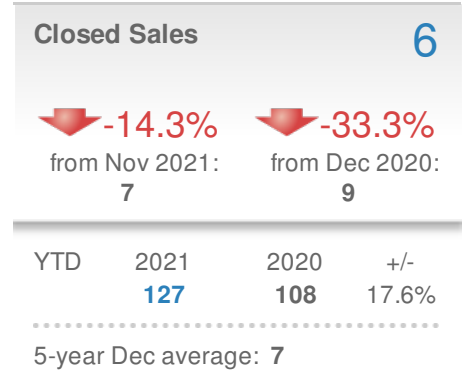 Closed Sales 6
-14.3% -33.3%
from Nov 2021: from Dec 2020:
7 9
YTD 2021 2020 +/-
127 108 17.6%
5-year Dec average: 7